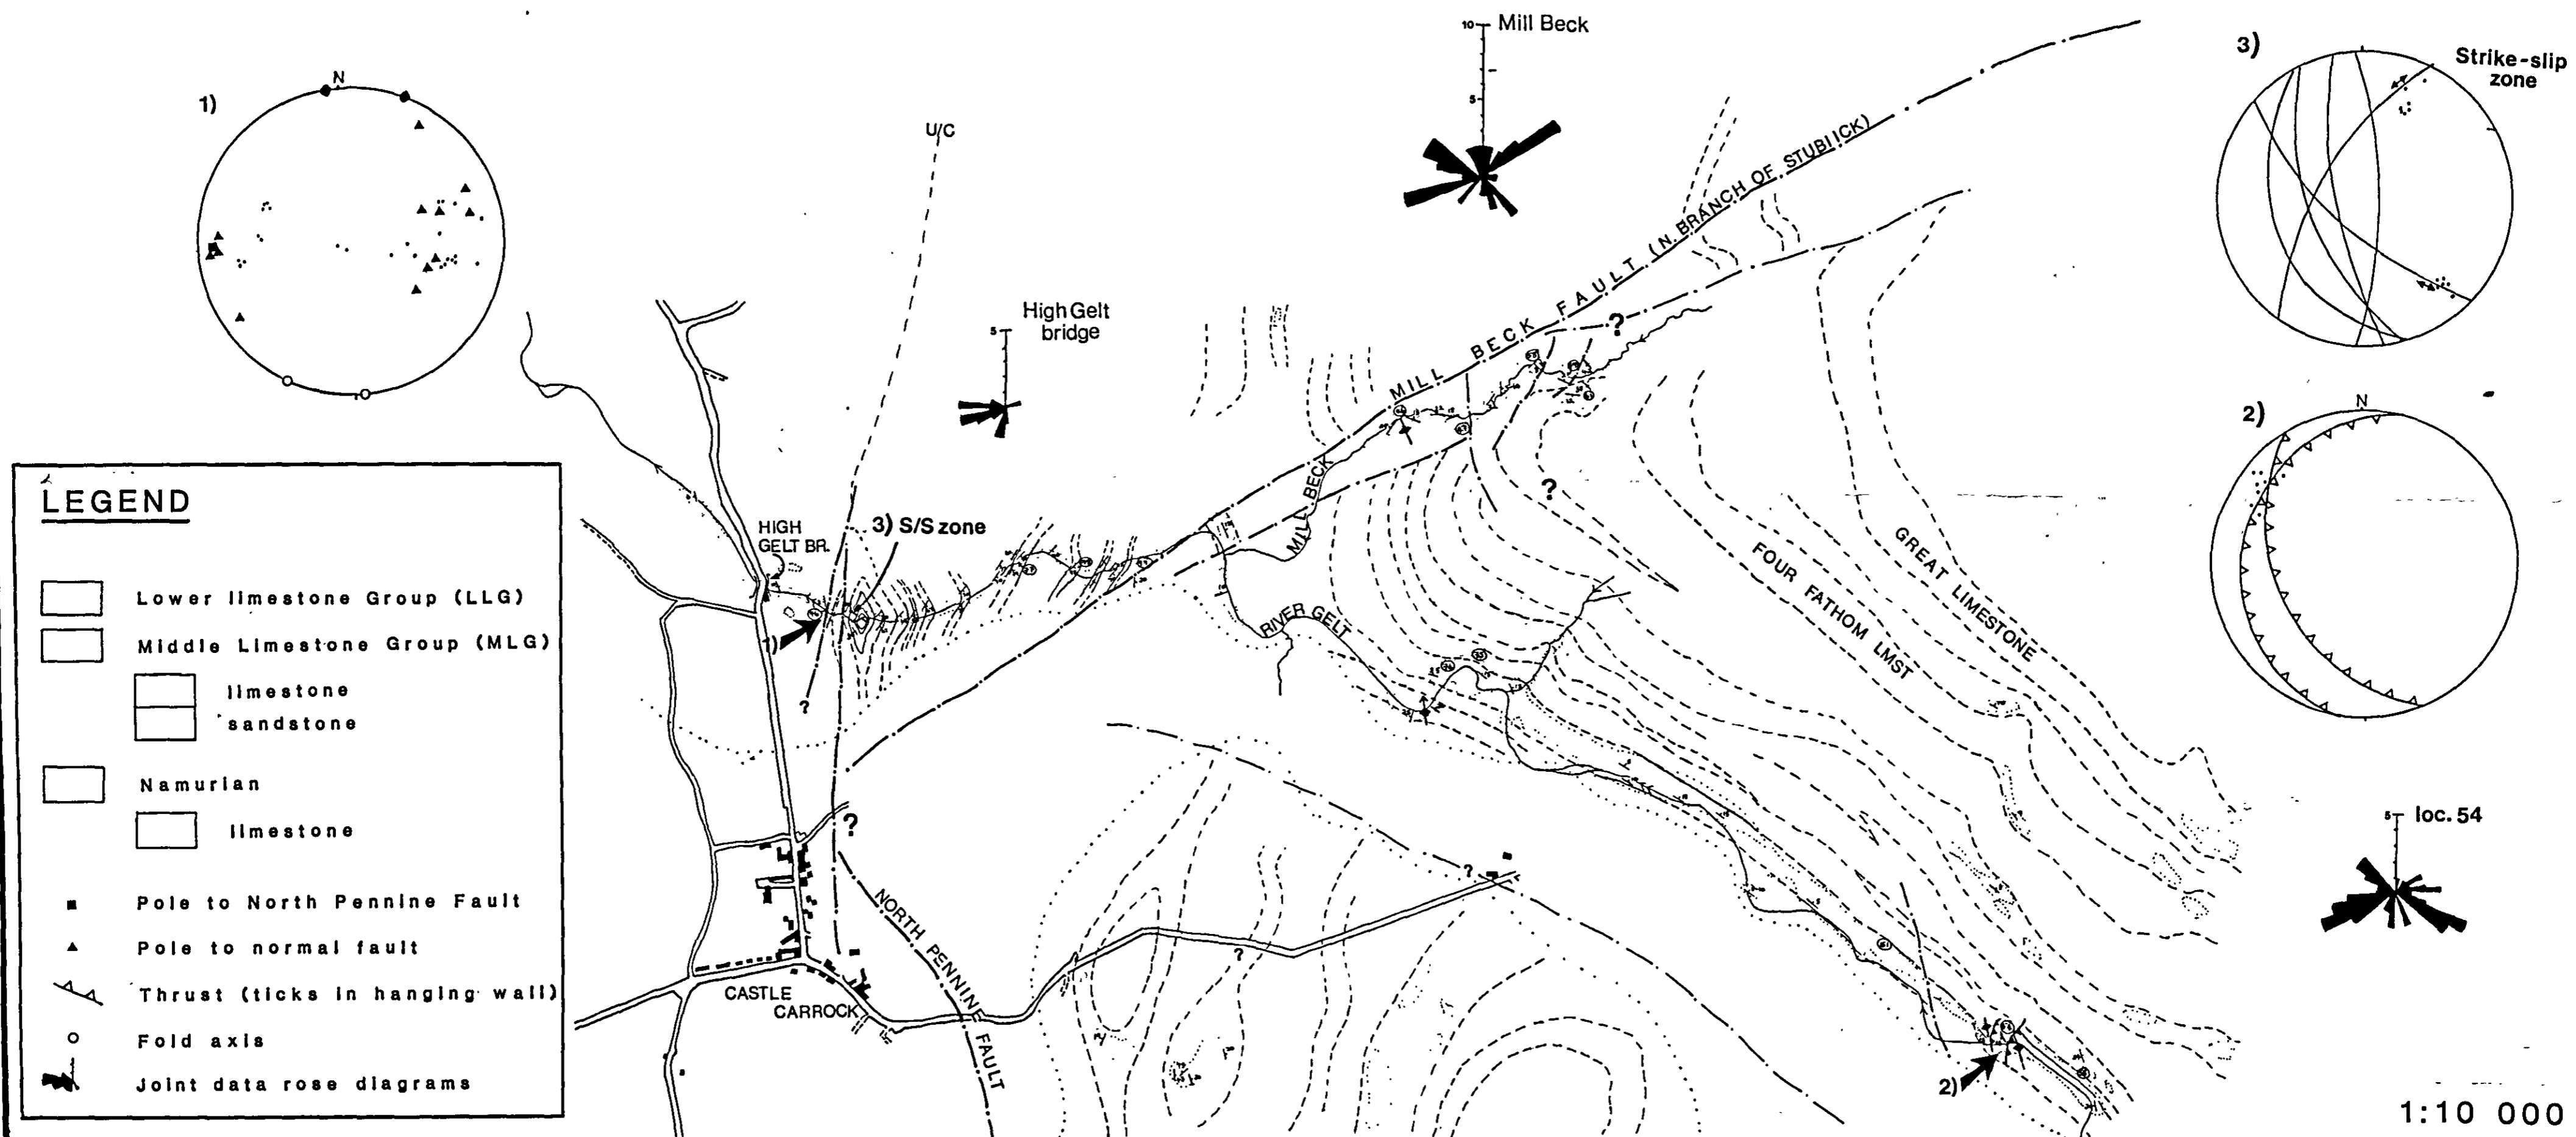 1)
N
U/C
High Gelt
bridge
5
10
Mill Beck
5
3)
Strike-slip
zone
2)
N
MILL BECK FAULT (N. BRANCH OF STUBIICK)
?
?
HIGH
GELT BR.
3) S/S zone
1)
?
MILL BECK
RIVER GELT
GREAT LIMESTONE
FOUR FATHOM LMST
?
NORTH PENNINE FAULT
CASTLE
CARROCK
?
?
5
loc. 54
2)
1:10 000
LEGEND
Lower limestone Group (LLG)
Middle Limestone Group (MLG)
limestone
sandstone
Namurian
limestone
Pole to North Pennine Fault
Pole to normal fault
Thrust (ticks in hanging wall)
Fold axis
Joint data rose diagrams